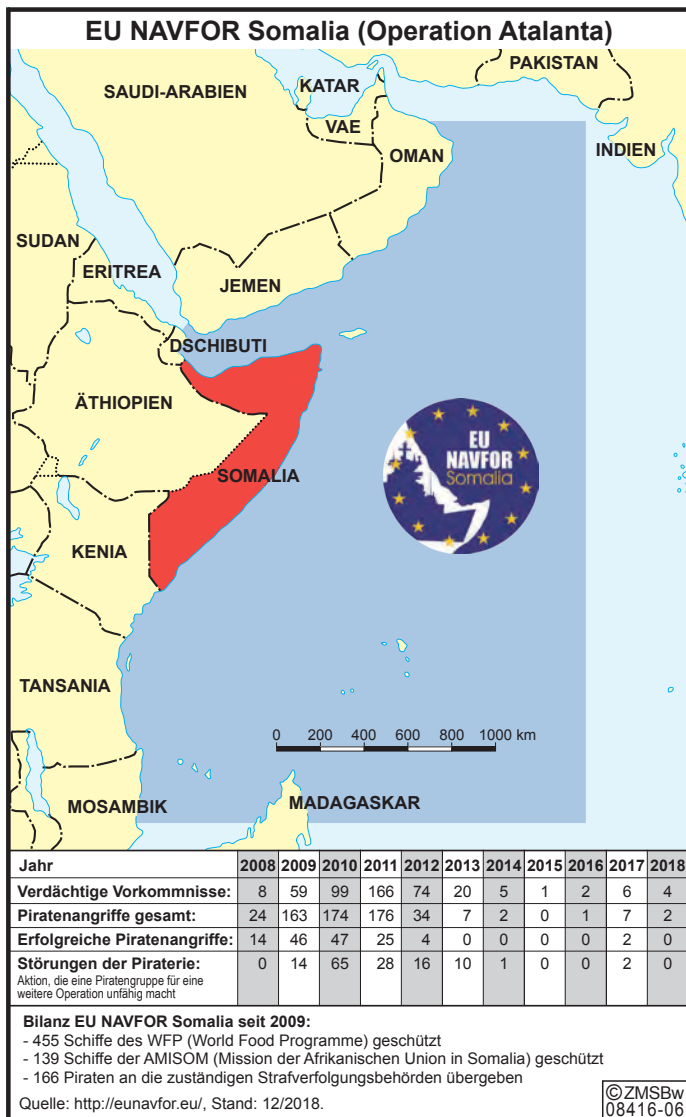 EU NAVFOR Somalia (Operation Atalanta)
PAKISTAN
SAUDI-ARABIEN
KATAR
VAE
OMAN
INDIEN
SUDAN
ERITREA
JEMEN
DSCHIBUTI
ÄTHIOPIEN
EU
NAVFOR
Somalia
SOMALIA
KENIA
TANSANIA
0 200 400 600 800 1000 km
MOSAMBIK
MADAGASKAR
Jahr 2008 2009 2010 2011 2012 2013 2014 2015 2016 2017 2018
Verdächtige Vorkommnisse: 8 59 99 166 74 20 5 1 2 6 4
Piratenangriffe gesamt: 24 163 174 176 34 7 2 0 1 7 2
Erfolgreiche Piratenangriffe: 14 46 47 25 4 0 0 0 0 2 0
Störungen der Piraterie: 0 14 65 28 16 10 1 0 0 2 0
Aktion, die eine Piratengruppe für eine
weitere Operation unfähig macht
Bilanz EU NAVFOR Somalia seit 2009:
- 455 Schiffe des WFP (World Food Programme) geschützt
- 139 Schiffe der AMISOM (Mission der Afrikanischen Union in Somalia) geschützt
- 166 Piraten an die zuständigen Strafverfolgungsbehörden übergeben
Quelle: http://eunavfor.eu/, Stand: 12/2018.
©ZMSBw
08416-06